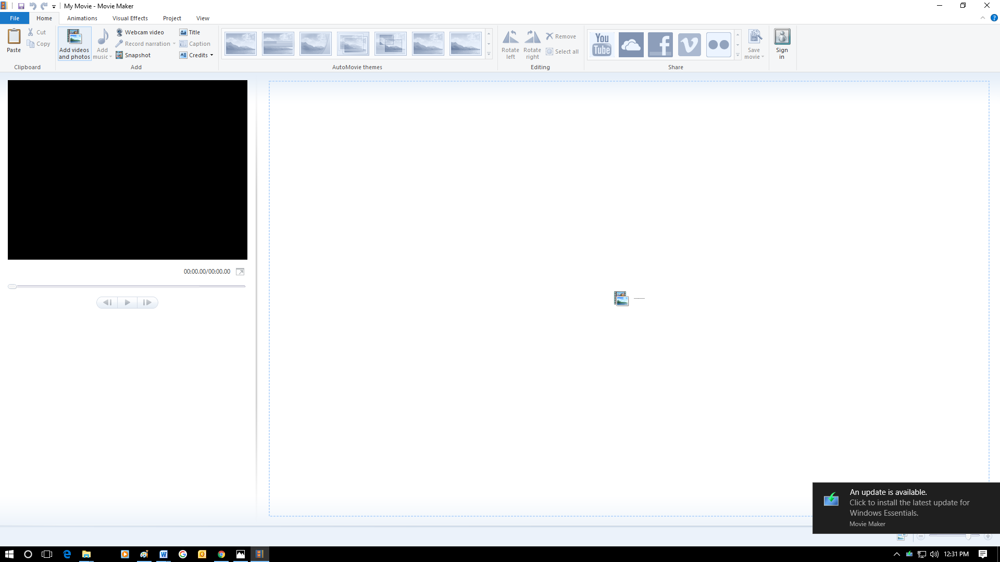 My Movie - Movie Maker
File
Home
Animations
Visual Effects
Project
View
Paste
Cut
Copy
Clipboard
Add videos
and photos
Add
music
Webcam video
Record narration
Snapshot
Title
Caption
Credits
Add
AutoMovie themes
Rotate
left
Rotate
right
Remove
Select all
Editing
You
Tube
Share
Save
movie
Sign
in
00:00.00/00:00.00
An update is available.
Click to install the latest update for
Windows Essentials.
Movie Maker
12:31 PM